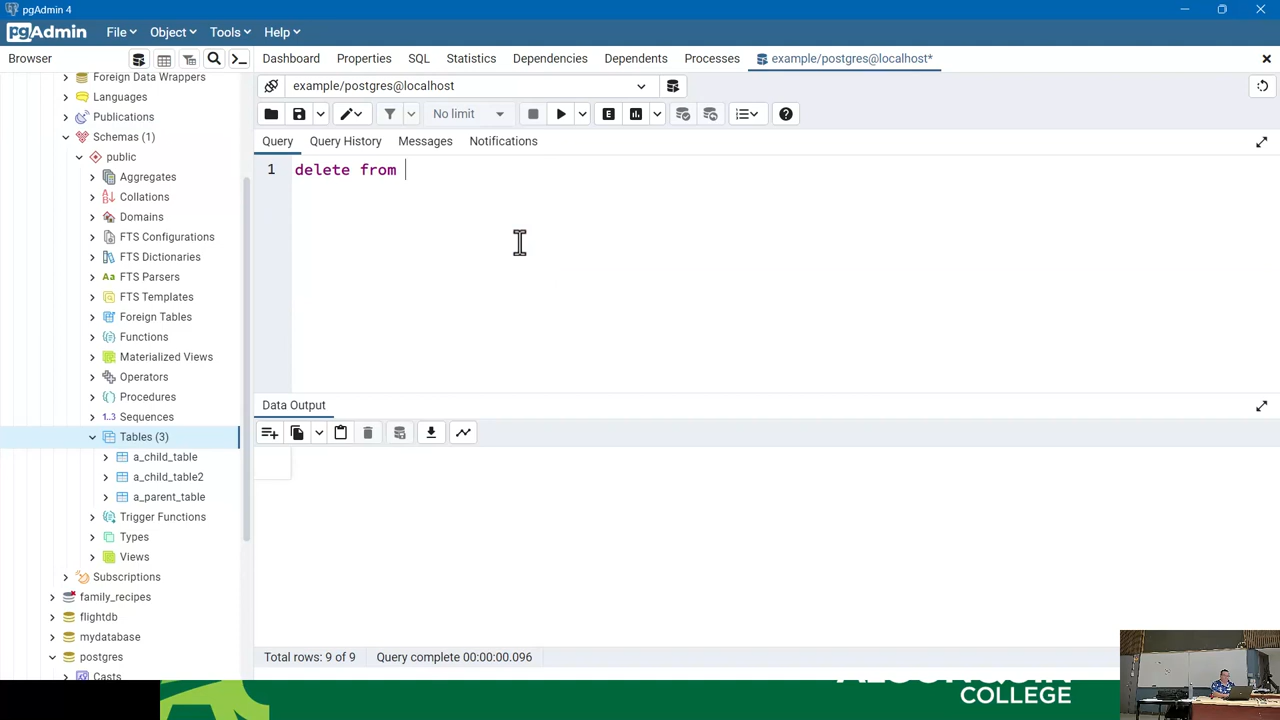 pgAdmin 4
pgAdmin File Object Tools Help
Browser
Dashboard Properties SQL Statistics Dependencies Dependents Processes example/postgres@localhost*
example/postgres@localhost
No limit
Query Query History Messages Notifications
1 delete from
Foreign Data Wrappers
Languages
Publications
Schemas (1)
public
Aggregates
Collations
Domains
FTS Configurations
FTS Dictionaries
Aa FTS Parsers
FTS Templates
Foreign Tables
Functions
Materialized Views
Operators
Procedures
1..3 Sequences
Tables (3)
a_child_table
a_child_table2
a_parent_table
Trigger Functions
Types
Views
Subscriptions
family_recipes
flightdb
mydatabase
postgres
Casts
Data Output
Total rows: 9 of 9 Query complete 00:00:00.096
COLLEGE